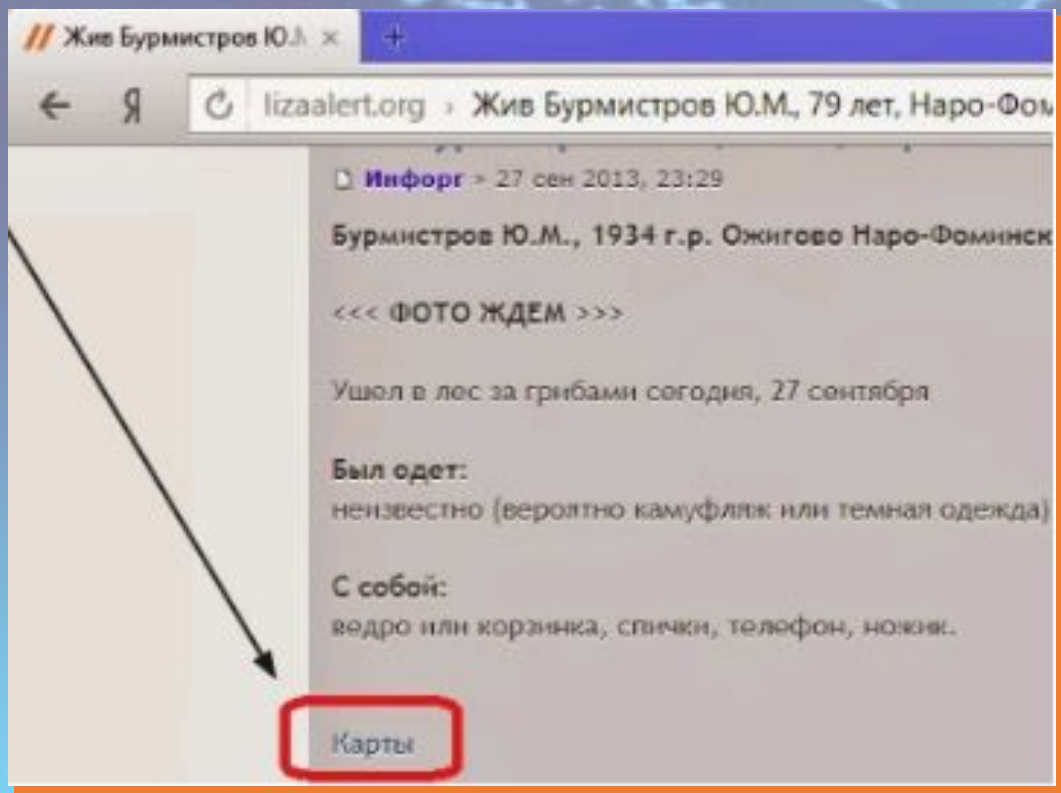 // Жив Бурмистров Ю.М ×
← Я lizaalert.org › Жив Бурмистров Ю.М., 79 лет, Наро-Фом
Инфорг » 27 сен 2013, 23:29
Бурмистров Ю.М., 1934 г.р. Ожигово Наро-Фоминск
<<< ФОТО ЖДЕМ >>>
Ушел в лес за грибами сегодня, 27 сентября
Был одет:
неизвестно (вероятно камуфляж или темная одежда)
С собой:
ведро или корзинка, спички, телефон, ножик.
Карты